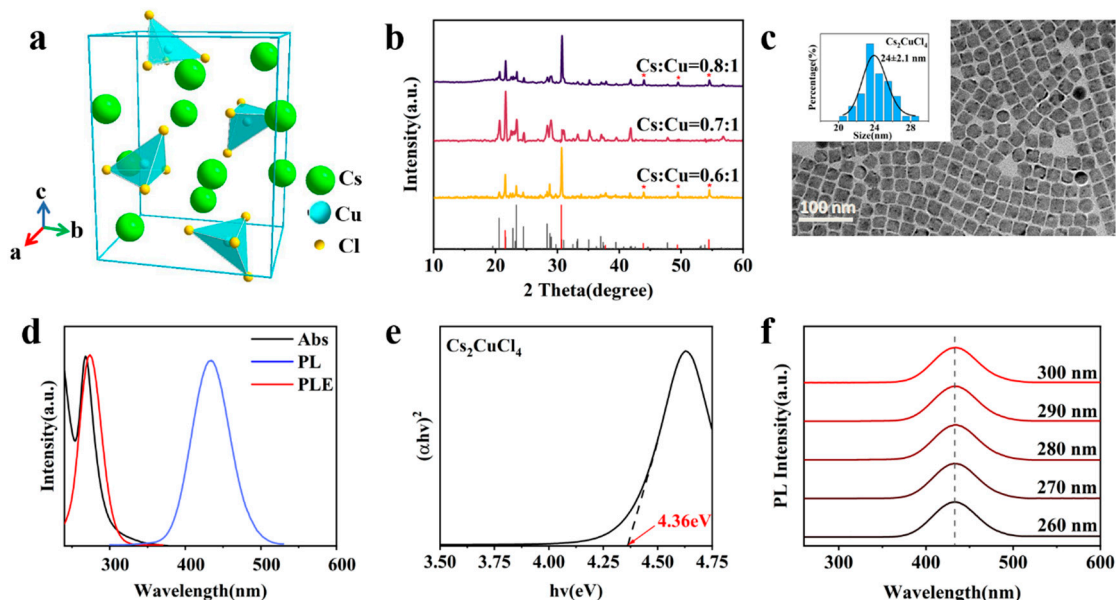 a
c
b
a
Cs
Cu
Cl
b
Intensity(a.u.)
Cs:Cu=0.8:1
* * *
Cs:Cu=0.7:1
Cs:Cu=0.6:1
* * *
10 20 30 40 50 60
2 Theta(degree)
c
Cs₂CuCl₄
24±2.1 nm
Percentage(%)
20 24 28
Size(nm)
100 nm
d
Intensity(a.u.)
Abs
PL
PLE
300 400 500 600
Wavelength(nm)
e
Cs₂CuCl₄
(αhv)²
4.36eV
3.50 3.75 4.00 4.25 4.50 4.75
hv(eV)
f
PL Intensity(a.u.)
300 nm
290 nm
280 nm
270 nm
260 nm
300 400 500 600
Wavelength(nm)